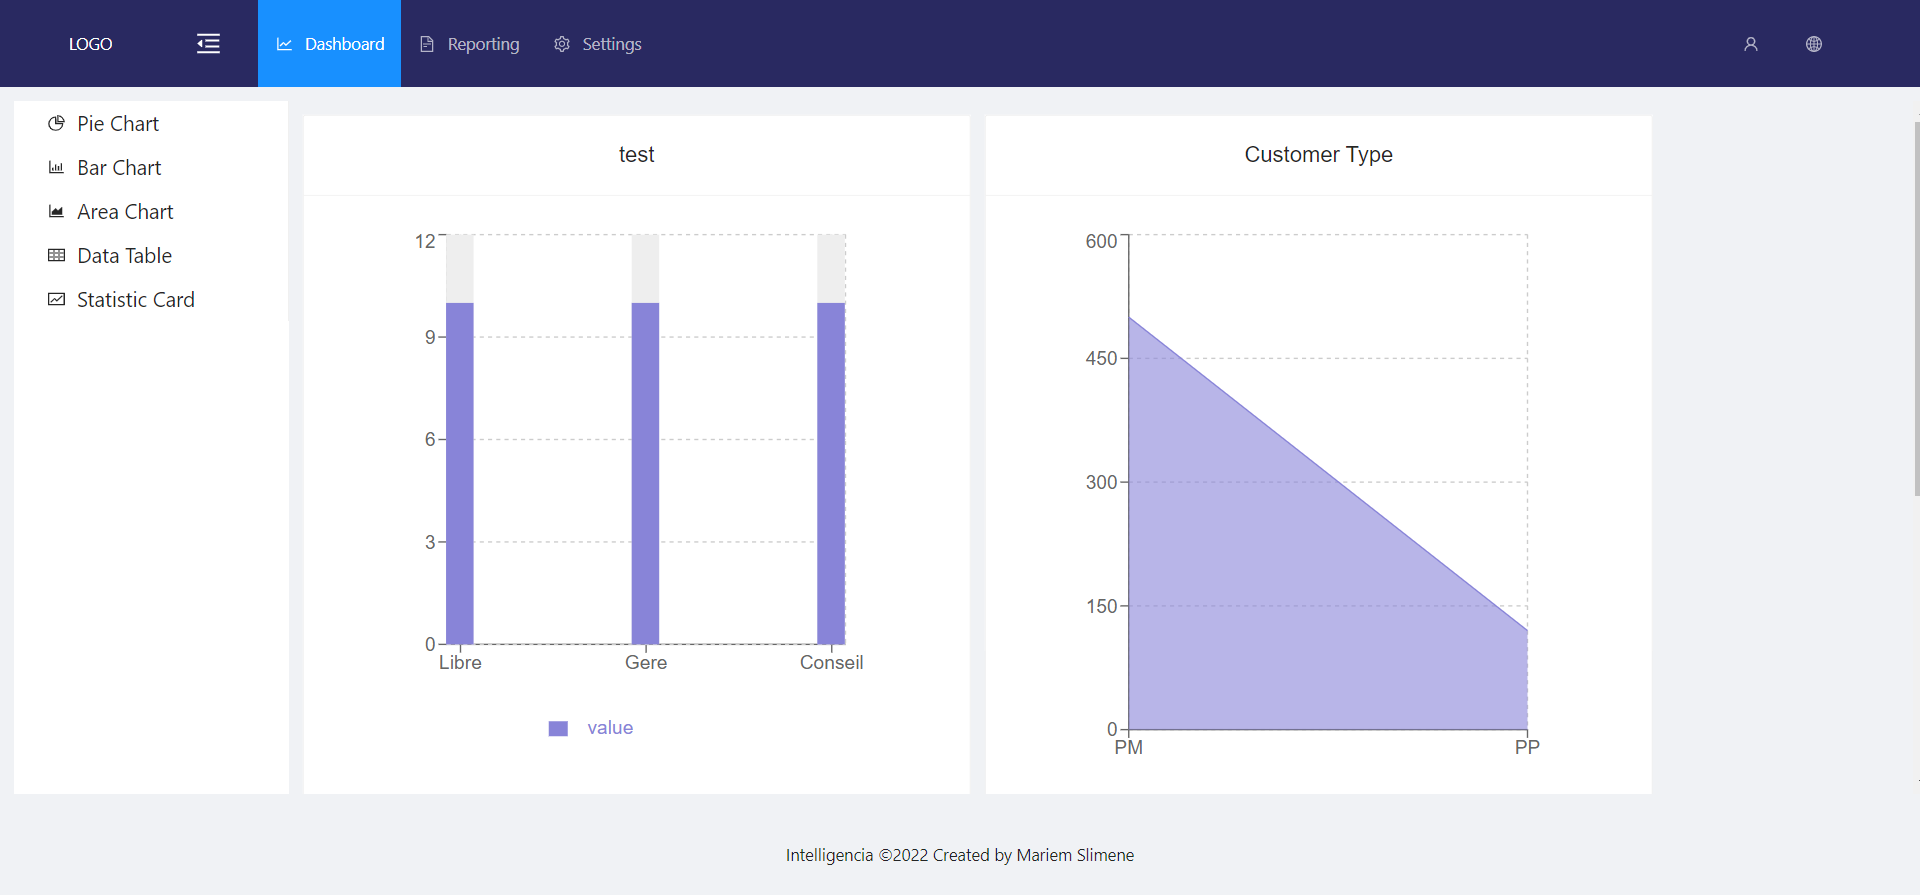 LOGO
Dashboard
Reporting
Settings
Pie Chart
Bar Chart
Area Chart
Data Table
Statistic Card
test
12
9
6
3
0
Libre
Gere
Conseil
value
Customer Type
600
450
300
150
0
PM
PP
Intelligencia ©2022 Created by Mariem Slimene